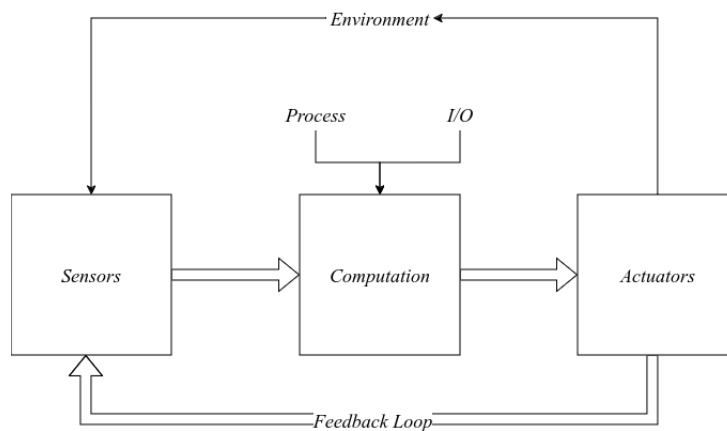 Environment
Process
I/O
Sensors
Computation
Actuators
Feedback Loop